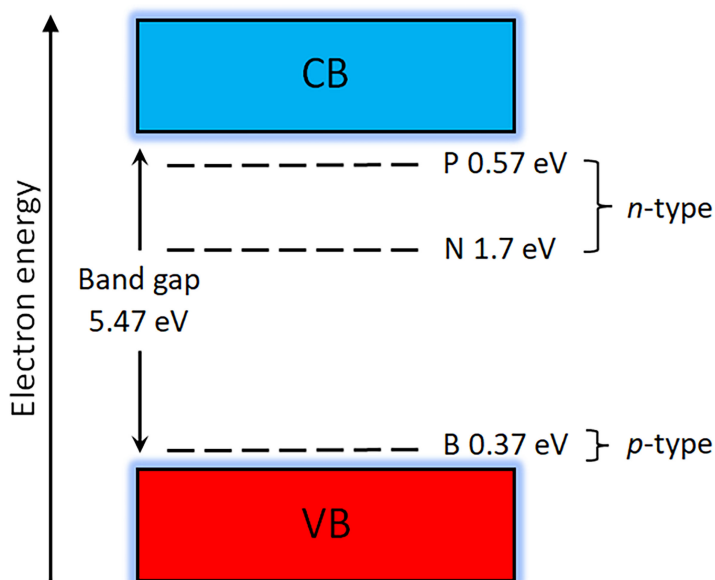 Electron energy
CB
P 0.57 eV
n-type
N 1.7 eV
Band gap
5.47 eV
B 0.37 eV
p-type
VB